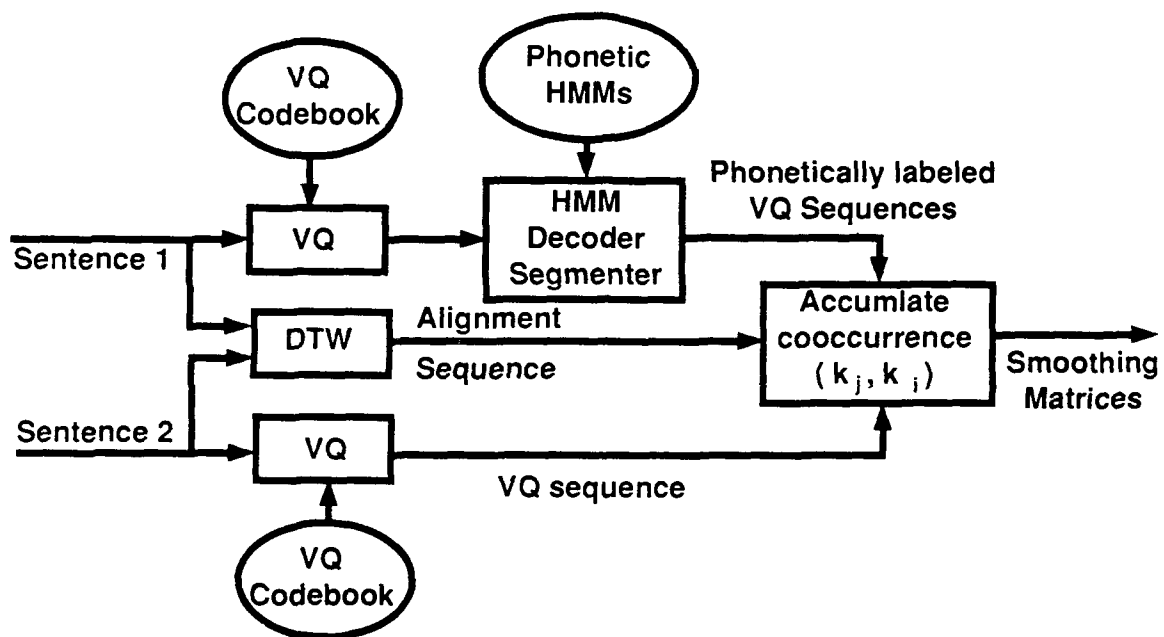 VQ
Codebook
Phonetic
HMMs
Phonetically labeled
VQ Sequences
Sentence 1
VQ
HMM
Decoder
Segmenter
DTW
Alignment
Sequence
Accumlate
cooccurrence
( k j , k i )
Smoothing
Matrices
Sentence 2
VQ
VQ sequence
VQ
Codebook